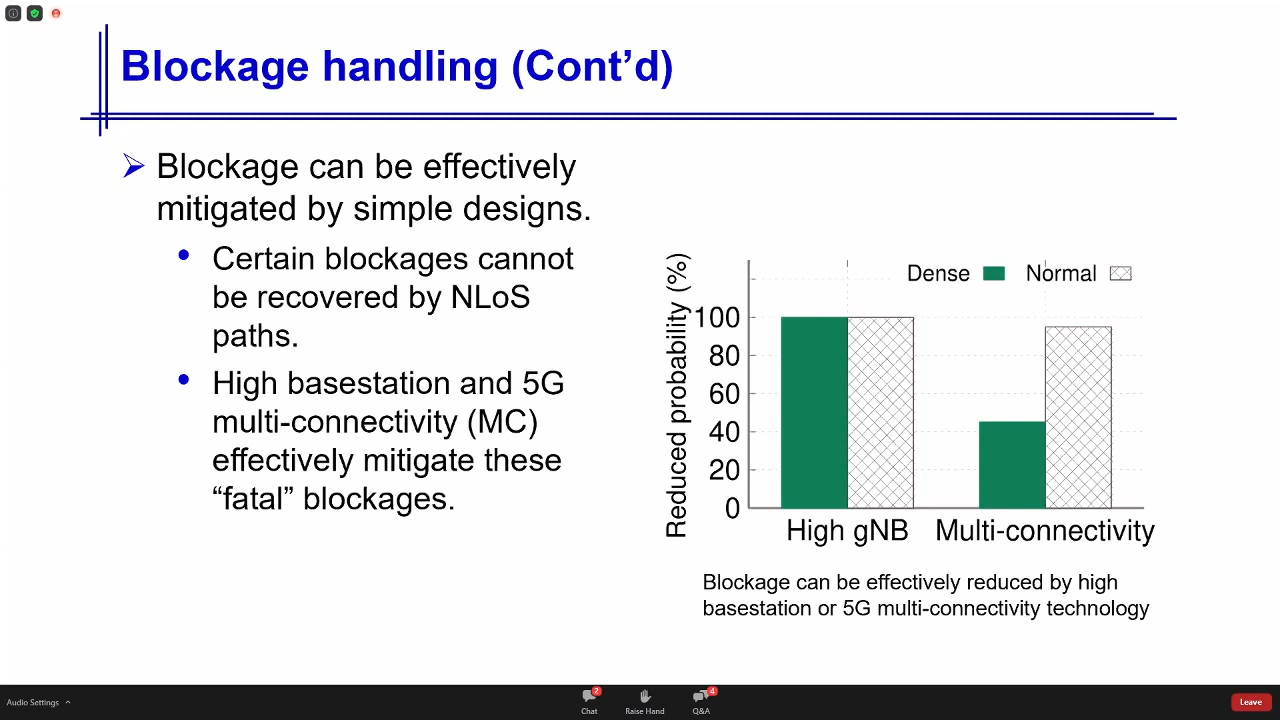 Blockage handling (Cont’d)
Blockage can be effectively
mitigated by simple designs.
Certain blockages cannot
be recovered by NLoS
paths.
High basestation and 5G
multi-connectivity (MC)
effectively mitigate these
“fatal” blockages.
Reduced probability (%)
Dense Normal
100
80
60
40
20
0
High gNB Multi-connectivity
Blockage can be effectively reduced by high
basestation or 5G multi-connectivity technology
Audio Settings
2
4
Chat Raise Hand Q&A
Leave